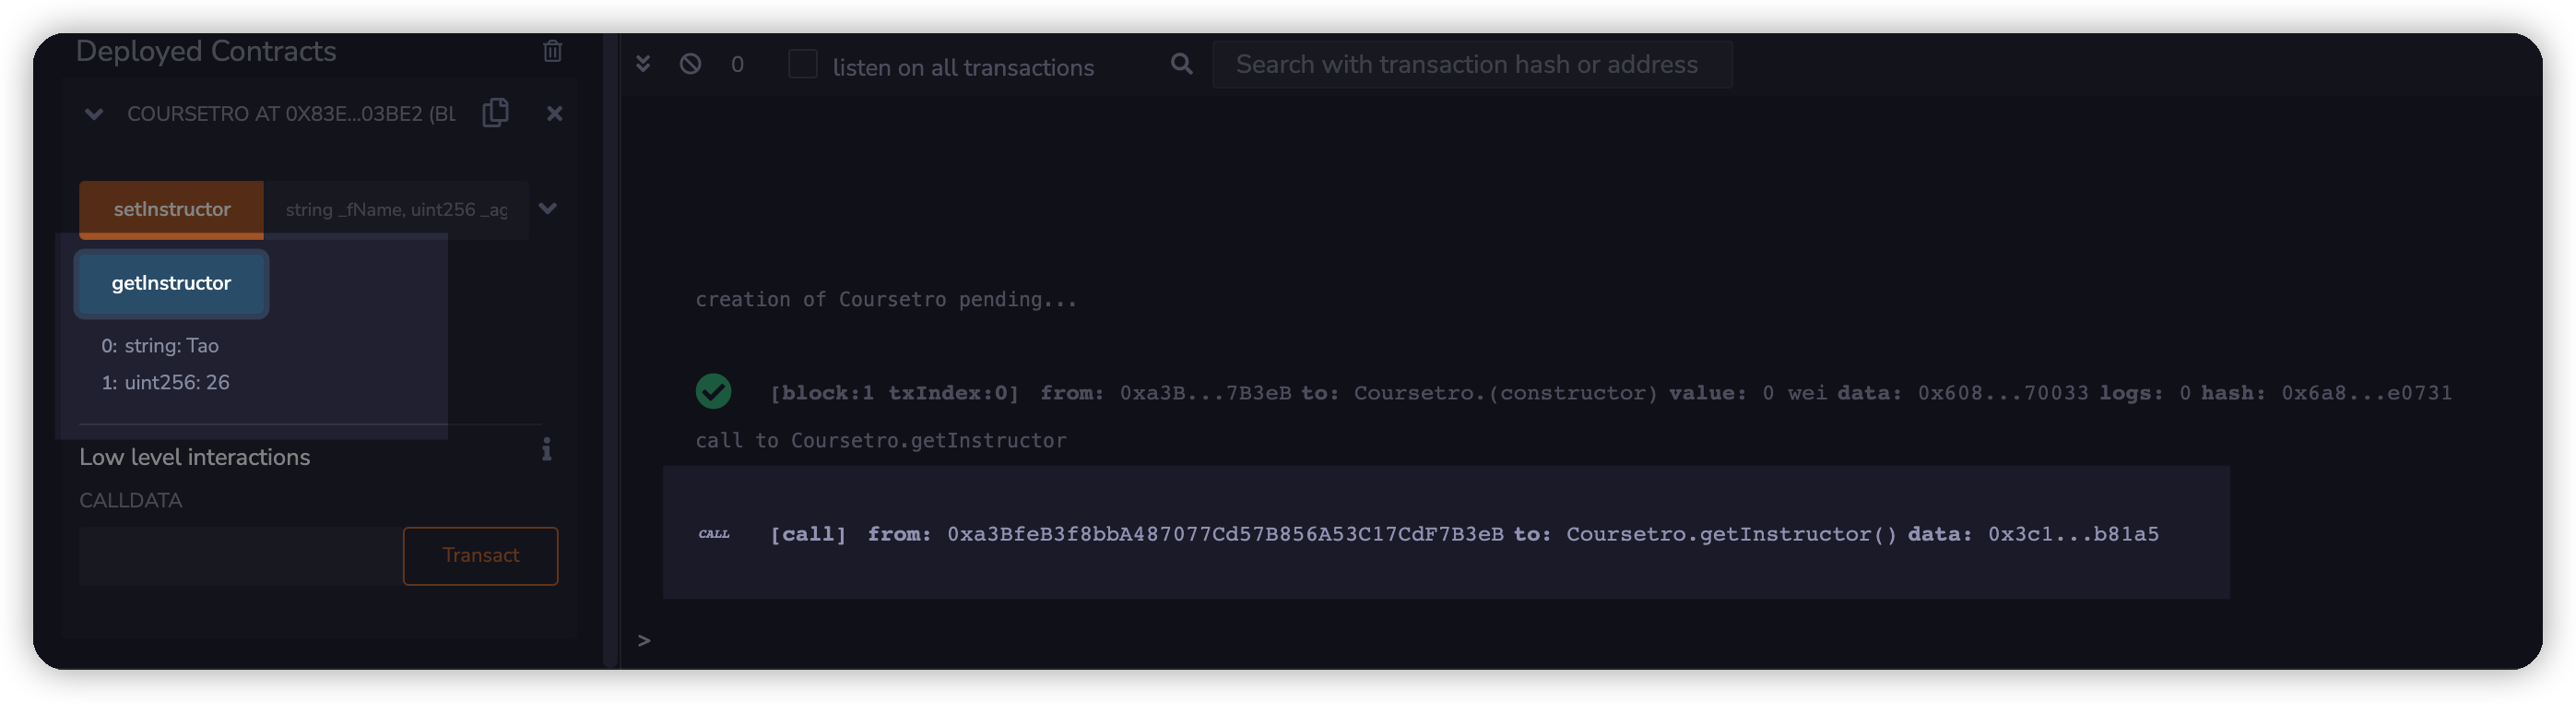 Deployed Contracts
COURSETRO AT 0X83E...03BE2 (BL
setInstructor string _fName, uint256 _ag
getInstructor
0: string: Tao
1: uint256: 26
Low level interactions
CALLDATA
Transact
0 listen on all transactions Search with transaction hash or address
creation of Coursetro pending...
[block:1 txIndex:0] from: 0xa3B...7B3eB to: Coursetro.(constructor) value: 0 wei data: 0x608...70033 logs: 0 hash: 0x6a8...e0731
call to Coursetro.getInstructor
CALL [call] from: 0xa3BfeB3f8bbA487077Cd57B856A53C17CdF7B3eB to: Coursetro.getInstructor() data: 0x3c1...b81a5
>